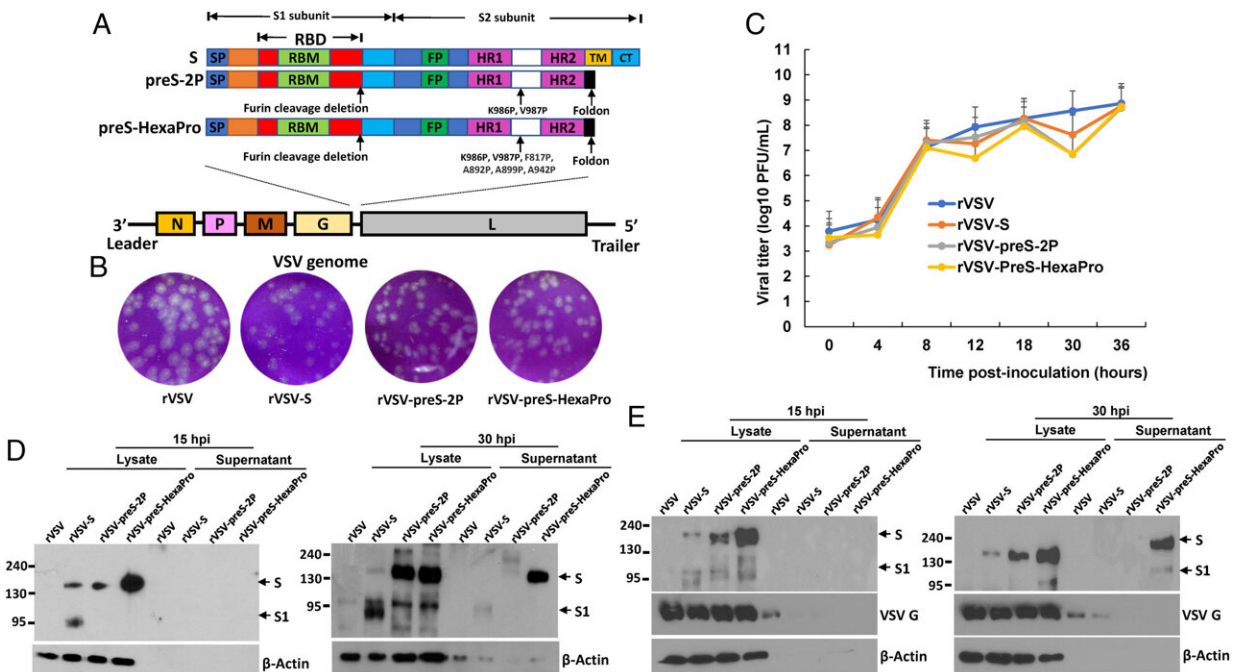 A
S1 subunit
S2 subunit
RBD
S
SP
RBM
FP
HR1
HR2
TM
CT
preS-2P
SP
RBM
FP
HR1
HR2
Furin cleavage deletion
K986P, V987P
Foldon
preS-HexaPro
SP
RBM
FP
HR1
HR2
Furin cleavage deletion
K986P, V987P, F817P,
A892P, A899P, A942P
Foldon
3’
N
P
M
G
L
5’
Leader
Trailer
VSV genome
B
rVSV
rVSV-S
rVSV-preS-2P
rVSV-preS-HexaPro
C
Viral titer (log10 PFU/mL)
11
10
9
8
7
6
5
4
3
2
1
0
0 4 8 12 18 30 36
Time post-inoculation (hours)
rVSV
rVSV-S
rVSV-preS-2P
rVSV-PreS-HexaPro
D
15 hpi
Lysate
Supernatant
rVSV
rVSV-S
rVSV-preS-2P
rVSV-preS-HexaPro
rVSV
rVSV-S
rVSV-preS-2P
rVSV-preS-HexaPro
240
130
95
S
S1
β-Actin
30 hpi
Lysate
Supernatant
rVSV
rVSV-S
rVSV-preS-2P
rVSV-preS-HexaPro
rVSV
rVSV-S
rVSV-preS-2P
rVSV-preS-HexaPro
240
130
95
S
S1
β-Actin
E
15 hpi
Lysate
Supernatant
rVSV
rVSV-S
rVSV-preS-2P
rVSV-preS-HexaPro
rVSV
rVSV-S
rVSV-preS-2P
rVSV-preS-HexaPro
240
130
95
S
S1
VSV G
β-Actin
30 hpi
Lysate
Supernatant
rVSV
rVSV-S
rVSV-preS-2P
rVSV-preS-HexaPro
rVSV
rVSV-S
rVSV-preS-2P
rVSV-preS-HexaPro
240
130
95
S
S1
VSV G
β-Actin